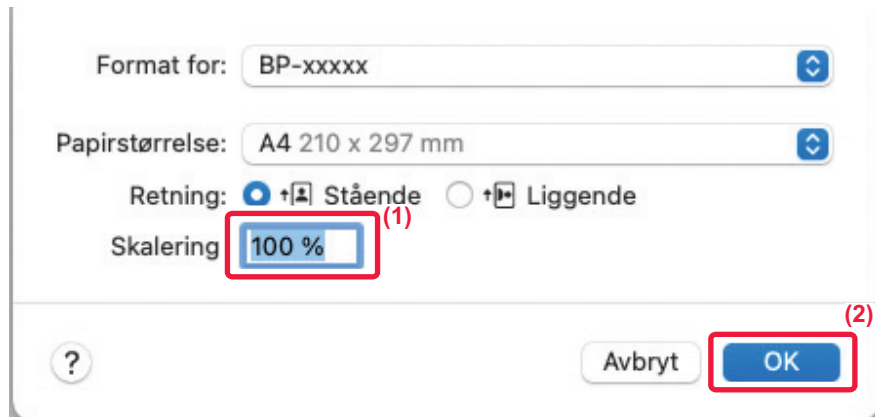 Format for: BP-xxxxx
Papirstørrelse: A4 210 x 297 mm
Retning: Stående Liggende
(1)
Skalering 100 %
(2)
? Avbryt OK